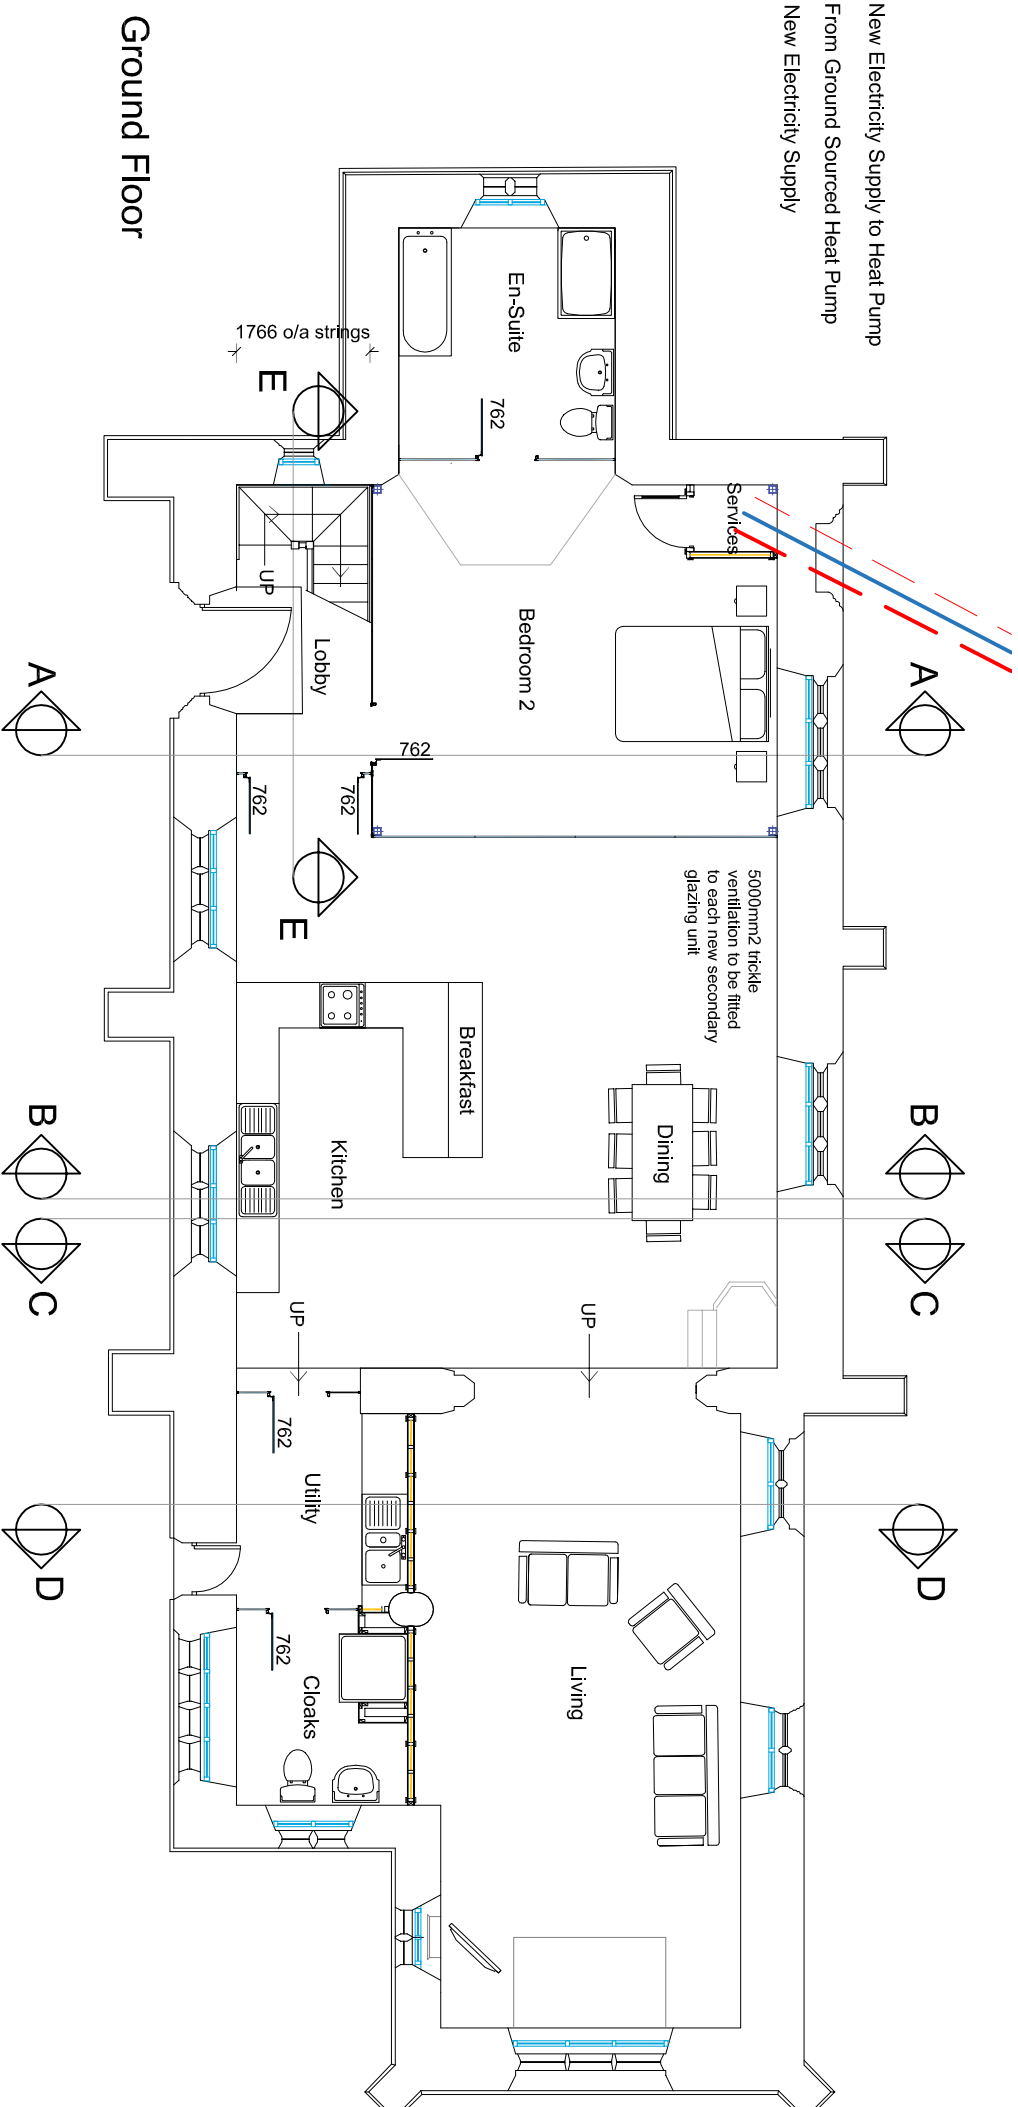 New Electricity Supply to Heat Pump
From Ground Sourced Heat Pump
New Electricity Supply
Ground Floor
1766 o/a strings
E
En-Suite
762
Services
UP
Lobby
Bedroom 2
A
A
762
762
762
E
5000mm2 trickle
ventilation to be fitted
to each new secondary
glazing unit
Breakfast
Kitchen
Dining
B
B
C
C
UP
UP
762
Utility
D
D
762
Cloaks
Living